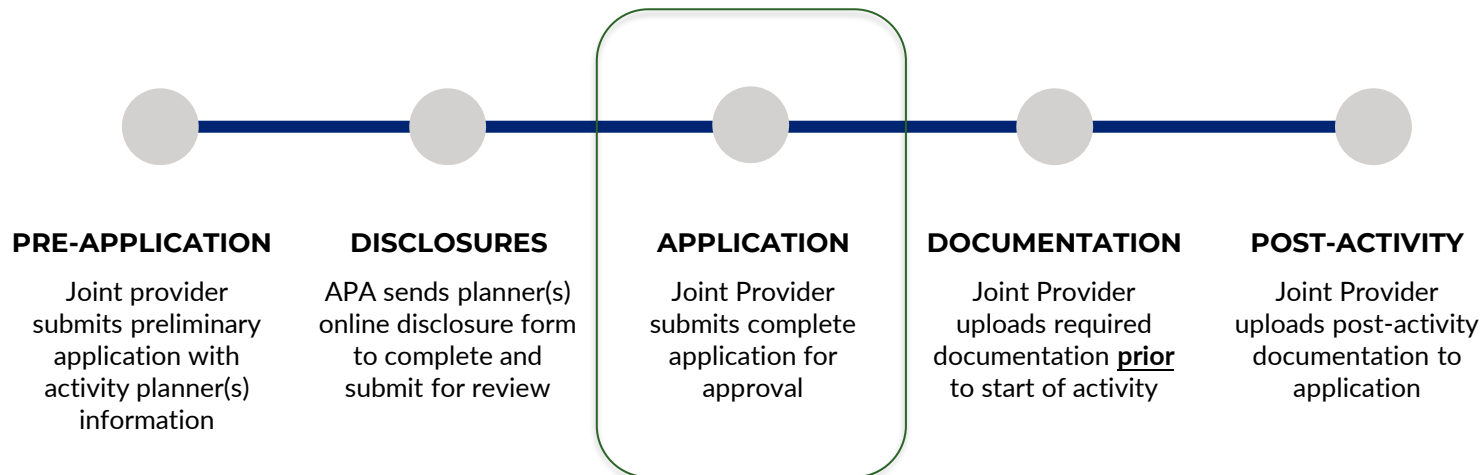 PRE-APPLICATION
Joint provider
submits preliminary
application with
activity planner(s)
information
DISCLOSURES
APA sends planner(s)
online disclosure form
to complete and
submit for review
APPLICATION
Joint Provider
submits complete
application for
approval
DOCUMENTATION
Joint Provider
uploads required
documentation prior
to start of activity
POST-ACTIVITY
Joint Provider
uploads post-activity
documentation to
application